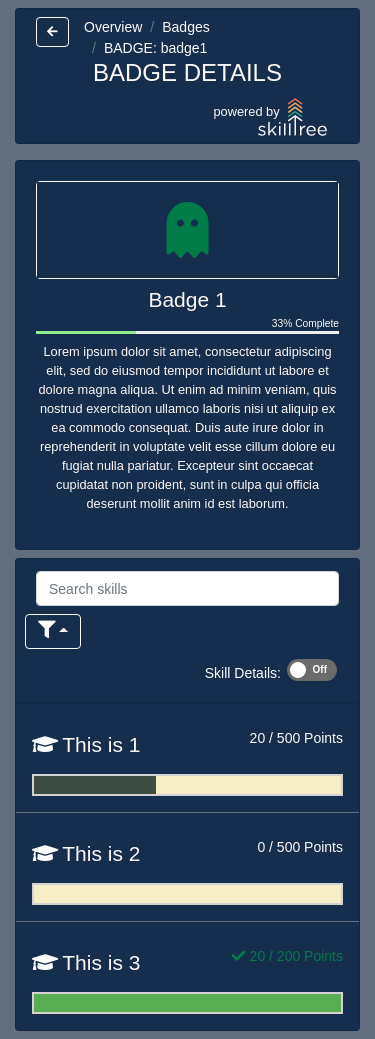 Overview / Badges
/ BADGE: badge1
BADGE DETAILS
powered by
skilltree
Badge 1
33% Complete
Lorem ipsum dolor sit amet, consectetur adipiscing
elit, sed do eiusmod tempor incididunt ut labore et
dolore magna aliqua. Ut enim ad minim veniam, quis
nostrud exercitation ullamco laboris nisi ut aliquip ex
ea commodo consequat. Duis aute irure dolor in
reprehenderit in voluptate velit esse cillum dolore eu
fugiat nulla pariatur. Excepteur sint occaecat
cupidatat non proident, sunt in culpa qui officia
deserunt mollit anim id est laborum.
Search skills
Skill Details: Off
This is 1 20 / 500 Points
This is 2 0 / 500 Points
This is 3 20 / 200 Points